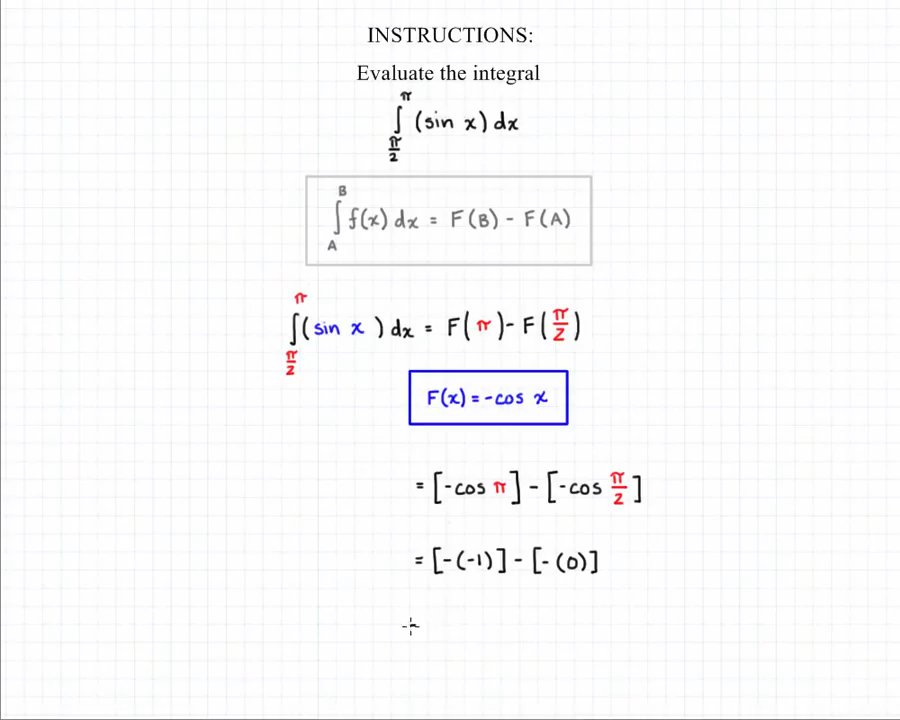 INSTRUCTIONS:
Evaluate the integral
∫_{π/2}^{π} (sin x) dx
∫_{A}^{B} f(x) dx = F(B) - F(A)
∫_{π/2}^{π} (sin x) dx = F(π) - F(π/2)
F(x) = -cos x
= [-cos π] - [-cos π/2]
= [-(-1)] - [-(0)]